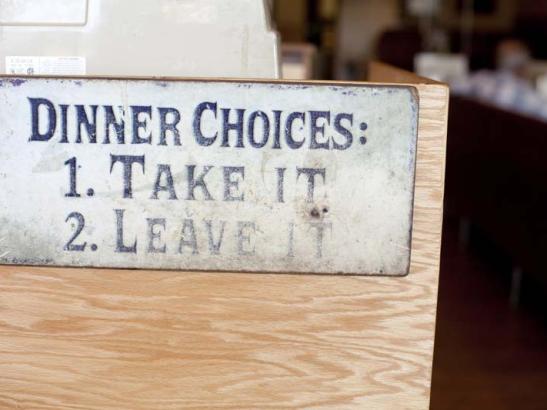 DINNER CHOICES:
1. TAKE IT
2. LEAVE IT